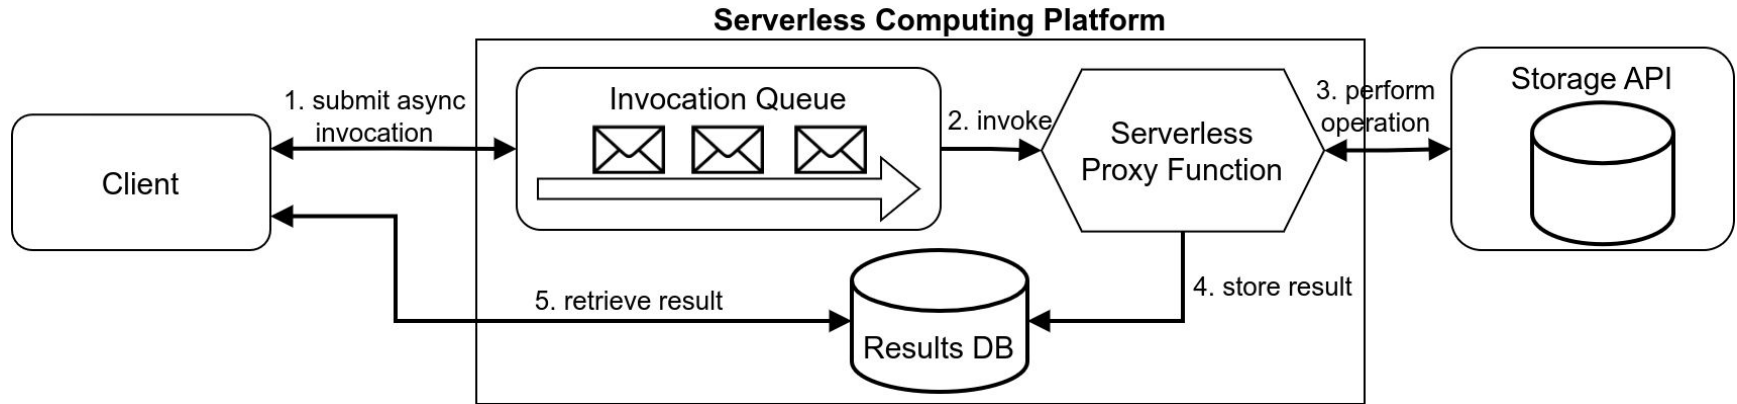 Serverless Computing Platform
1. submit async
invocation
Invocation Queue
2. invoke
Serverless
Proxy Function
3. perform
operation
Storage API
Client
5. retrieve result
Results DB
4. store result